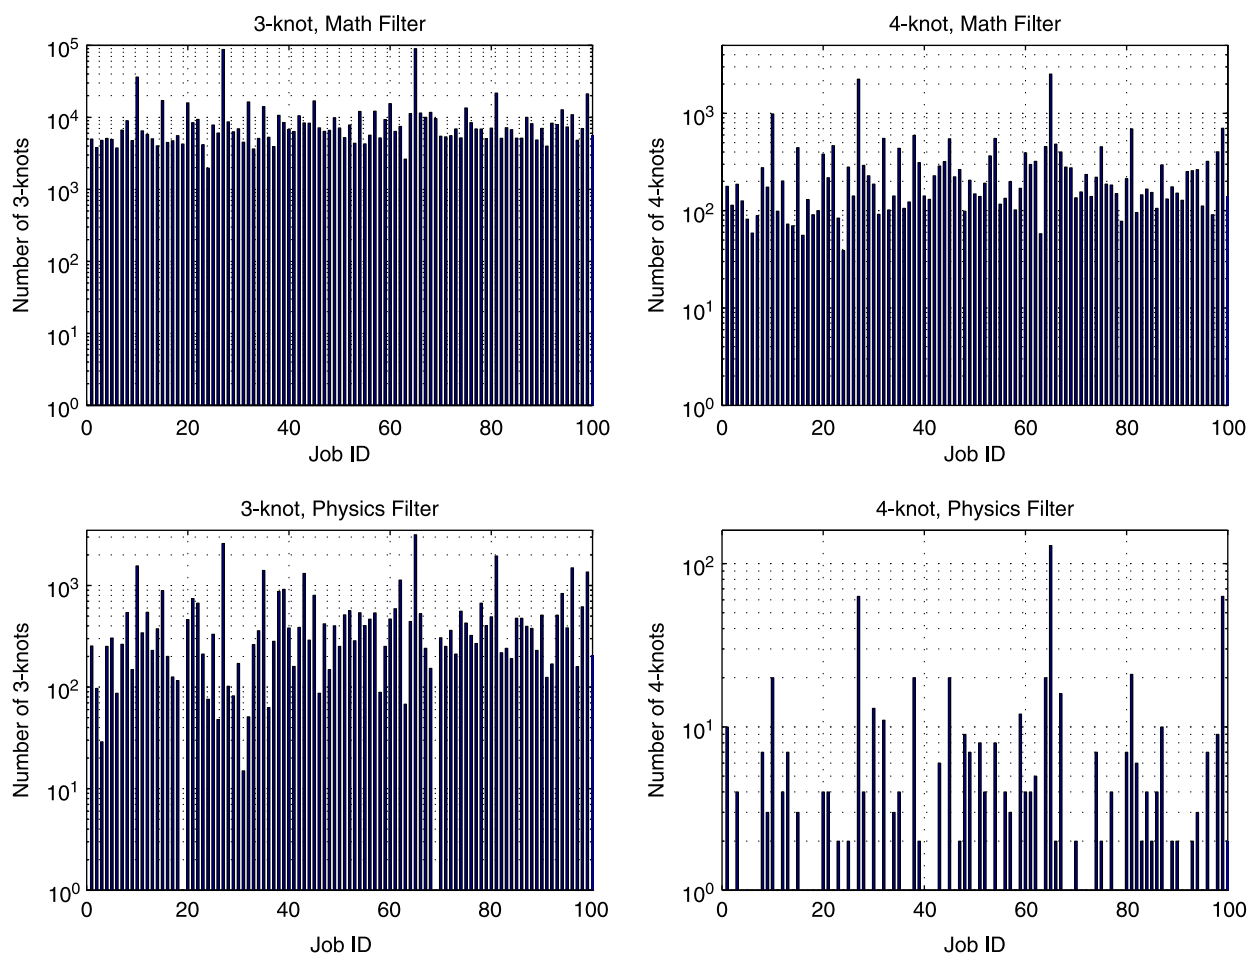 3-knot, Math Filter
Number of 3-knots
10^5
10^4
10^3
10^2
10^1
10^0
0 20 40 60 80 100
Job ID
4-knot, Math Filter
Number of 4-knots
10^3
10^2
10^1
10^0
0 20 40 60 80 100
Job ID
3-knot, Physics Filter
Number of 3-knots
10^3
10^2
10^1
10^0
0 20 40 60 80 100
Job ID
4-knot, Physics Filter
Number of 4-knots
10^2
10^1
10^0
0 20 40 60 80 100
Job ID